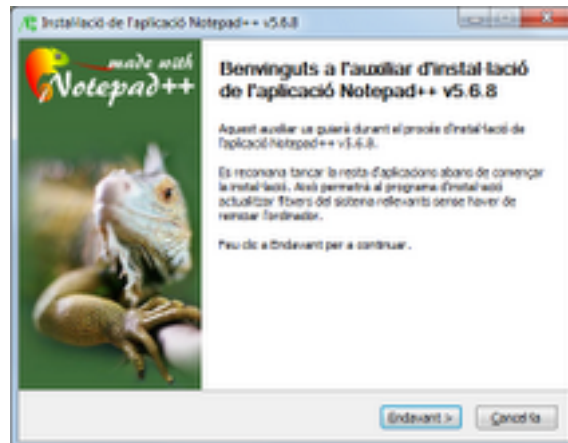 Instal·lació de l'aplicació Notepad++ v5.6.8
made with
Notepad++
Benvinguts a l'auxiliar d'instal·lació
de l'aplicació Notepad++ v5.6.8
Aquest auxiliar us guiarà durant el procés d'instal·lació de
l'aplicació Notepad++ v5.6.8.
Es recomana tancar la resta d'aplicacions abans de començar
la instal·lació. Això permetrà al programa d'instal·lació
actualitzar fitxers del sistema rellevants sense haver de
reiniciar l'ordinador.
Feu clic a Endavant per a continuar.
Endavant >
Cancel·la